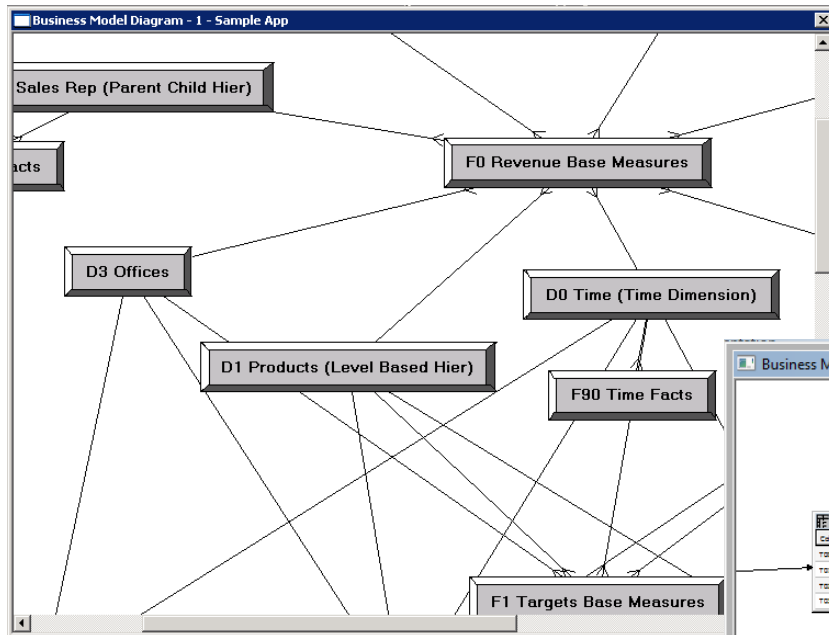 Business Model Diagram - 1 - Sample App
Sales Rep (Parent Child Hier)
acts
F0 Revenue Base Measures
D3 Offices
D0 Time (Time Dimension)
D1 Products (Level Based Hier)
Business M
F90 Time Facts
F1 Targets Base Measures